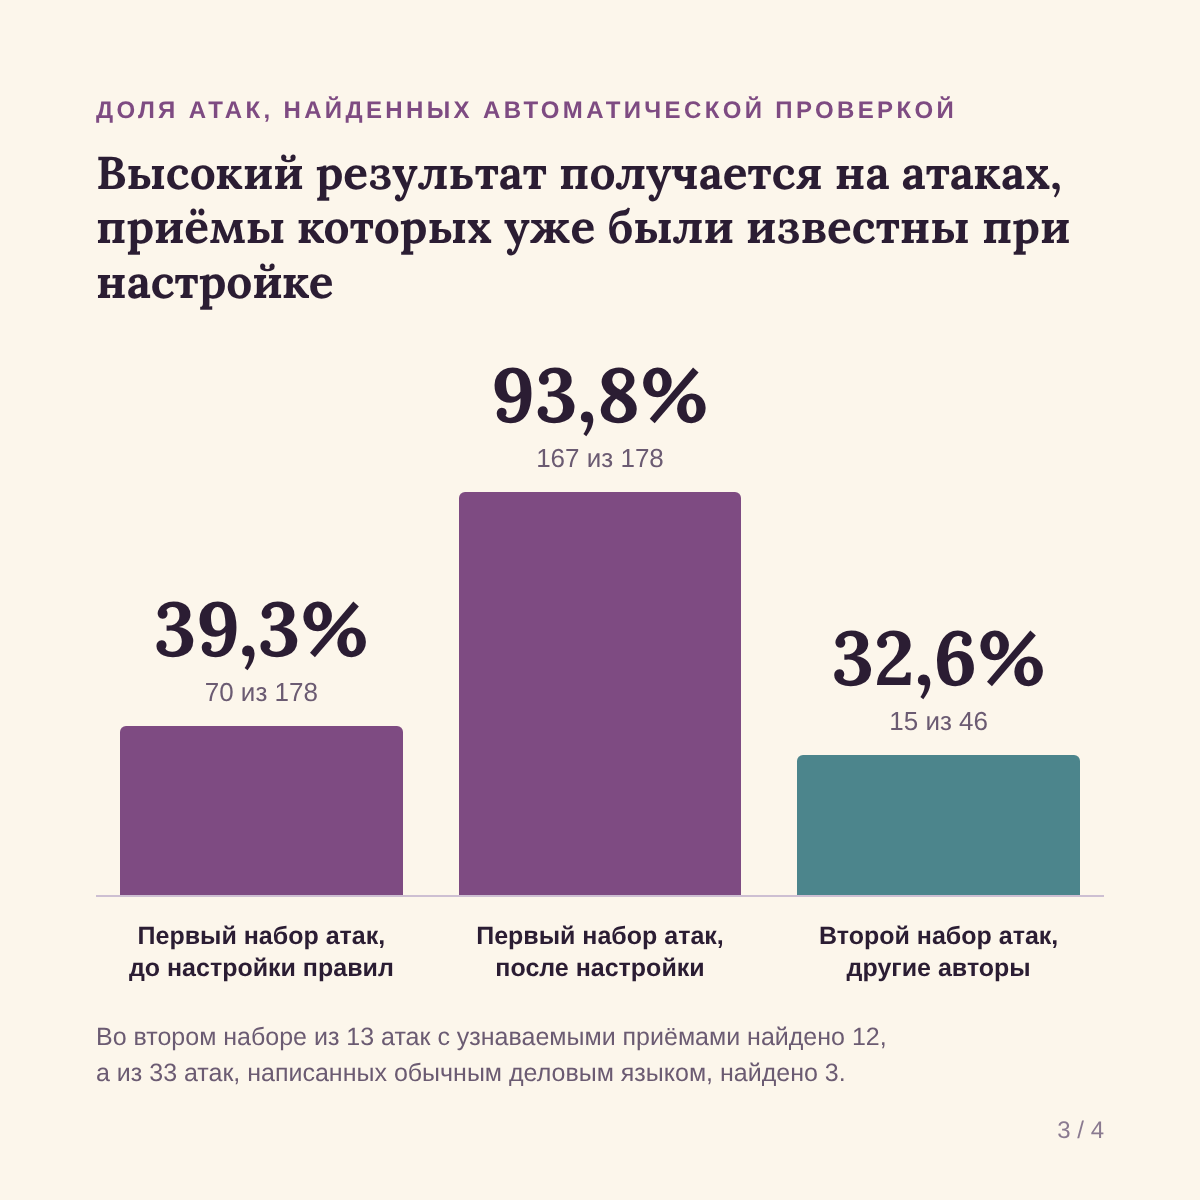 ДОЛЯ АТАК, НАЙДЕННЫХ АВТОМАТИЧЕСКОЙ ПРОВЕРКОЙ
Высокий результат получается на атаках,
приёмы которых уже были известны при
настройке
93,8%
167 из 178
39,3%
70 из 178
32,6%
15 из 46
Первый набор атак,
до настройки правил
Первый набор атак,
после настройки
Второй набор атак,
другие авторы
Во втором наборе из 13 атак с узнаваемыми приёмами найдено 12,
а из 33 атак, написанных обычным деловым языком, найдено 3.
3 / 4